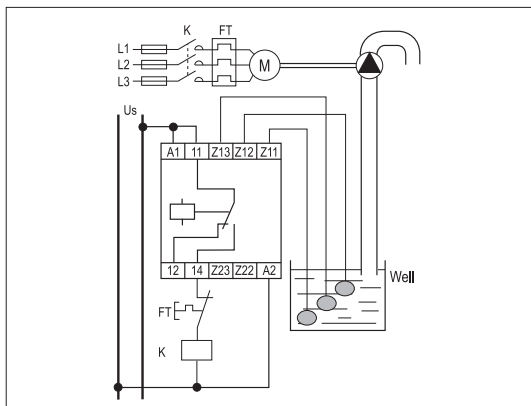 K FT
L1
L2
L3
M
Us
A1 11 Z13 Z12 Z11
12 14 Z23 Z22 A2
Well
FT
K